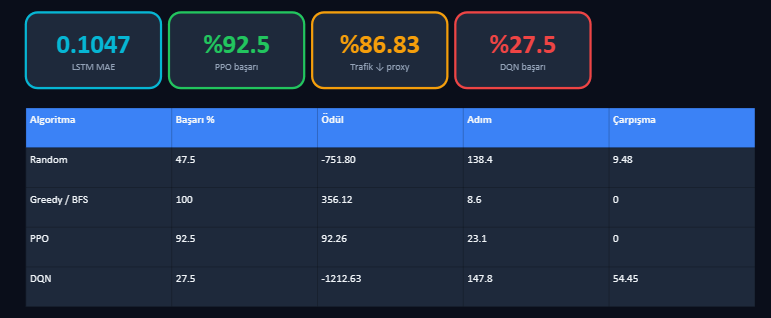 0.1047 %92.5 %86.83 %27.5
LSTM MAE PPO başarı Trafik ↓ proxy DQN başarı
Algoritma Başarı % Ödül Adım Çarpışma
Random 47.5 -751.80 138.4 9.48
Greedy / BFS 100 356.12 8.6 0
PPO 92.5 92.26 23.1 0
DQN 27.5 -1212.63 147.8 54.45